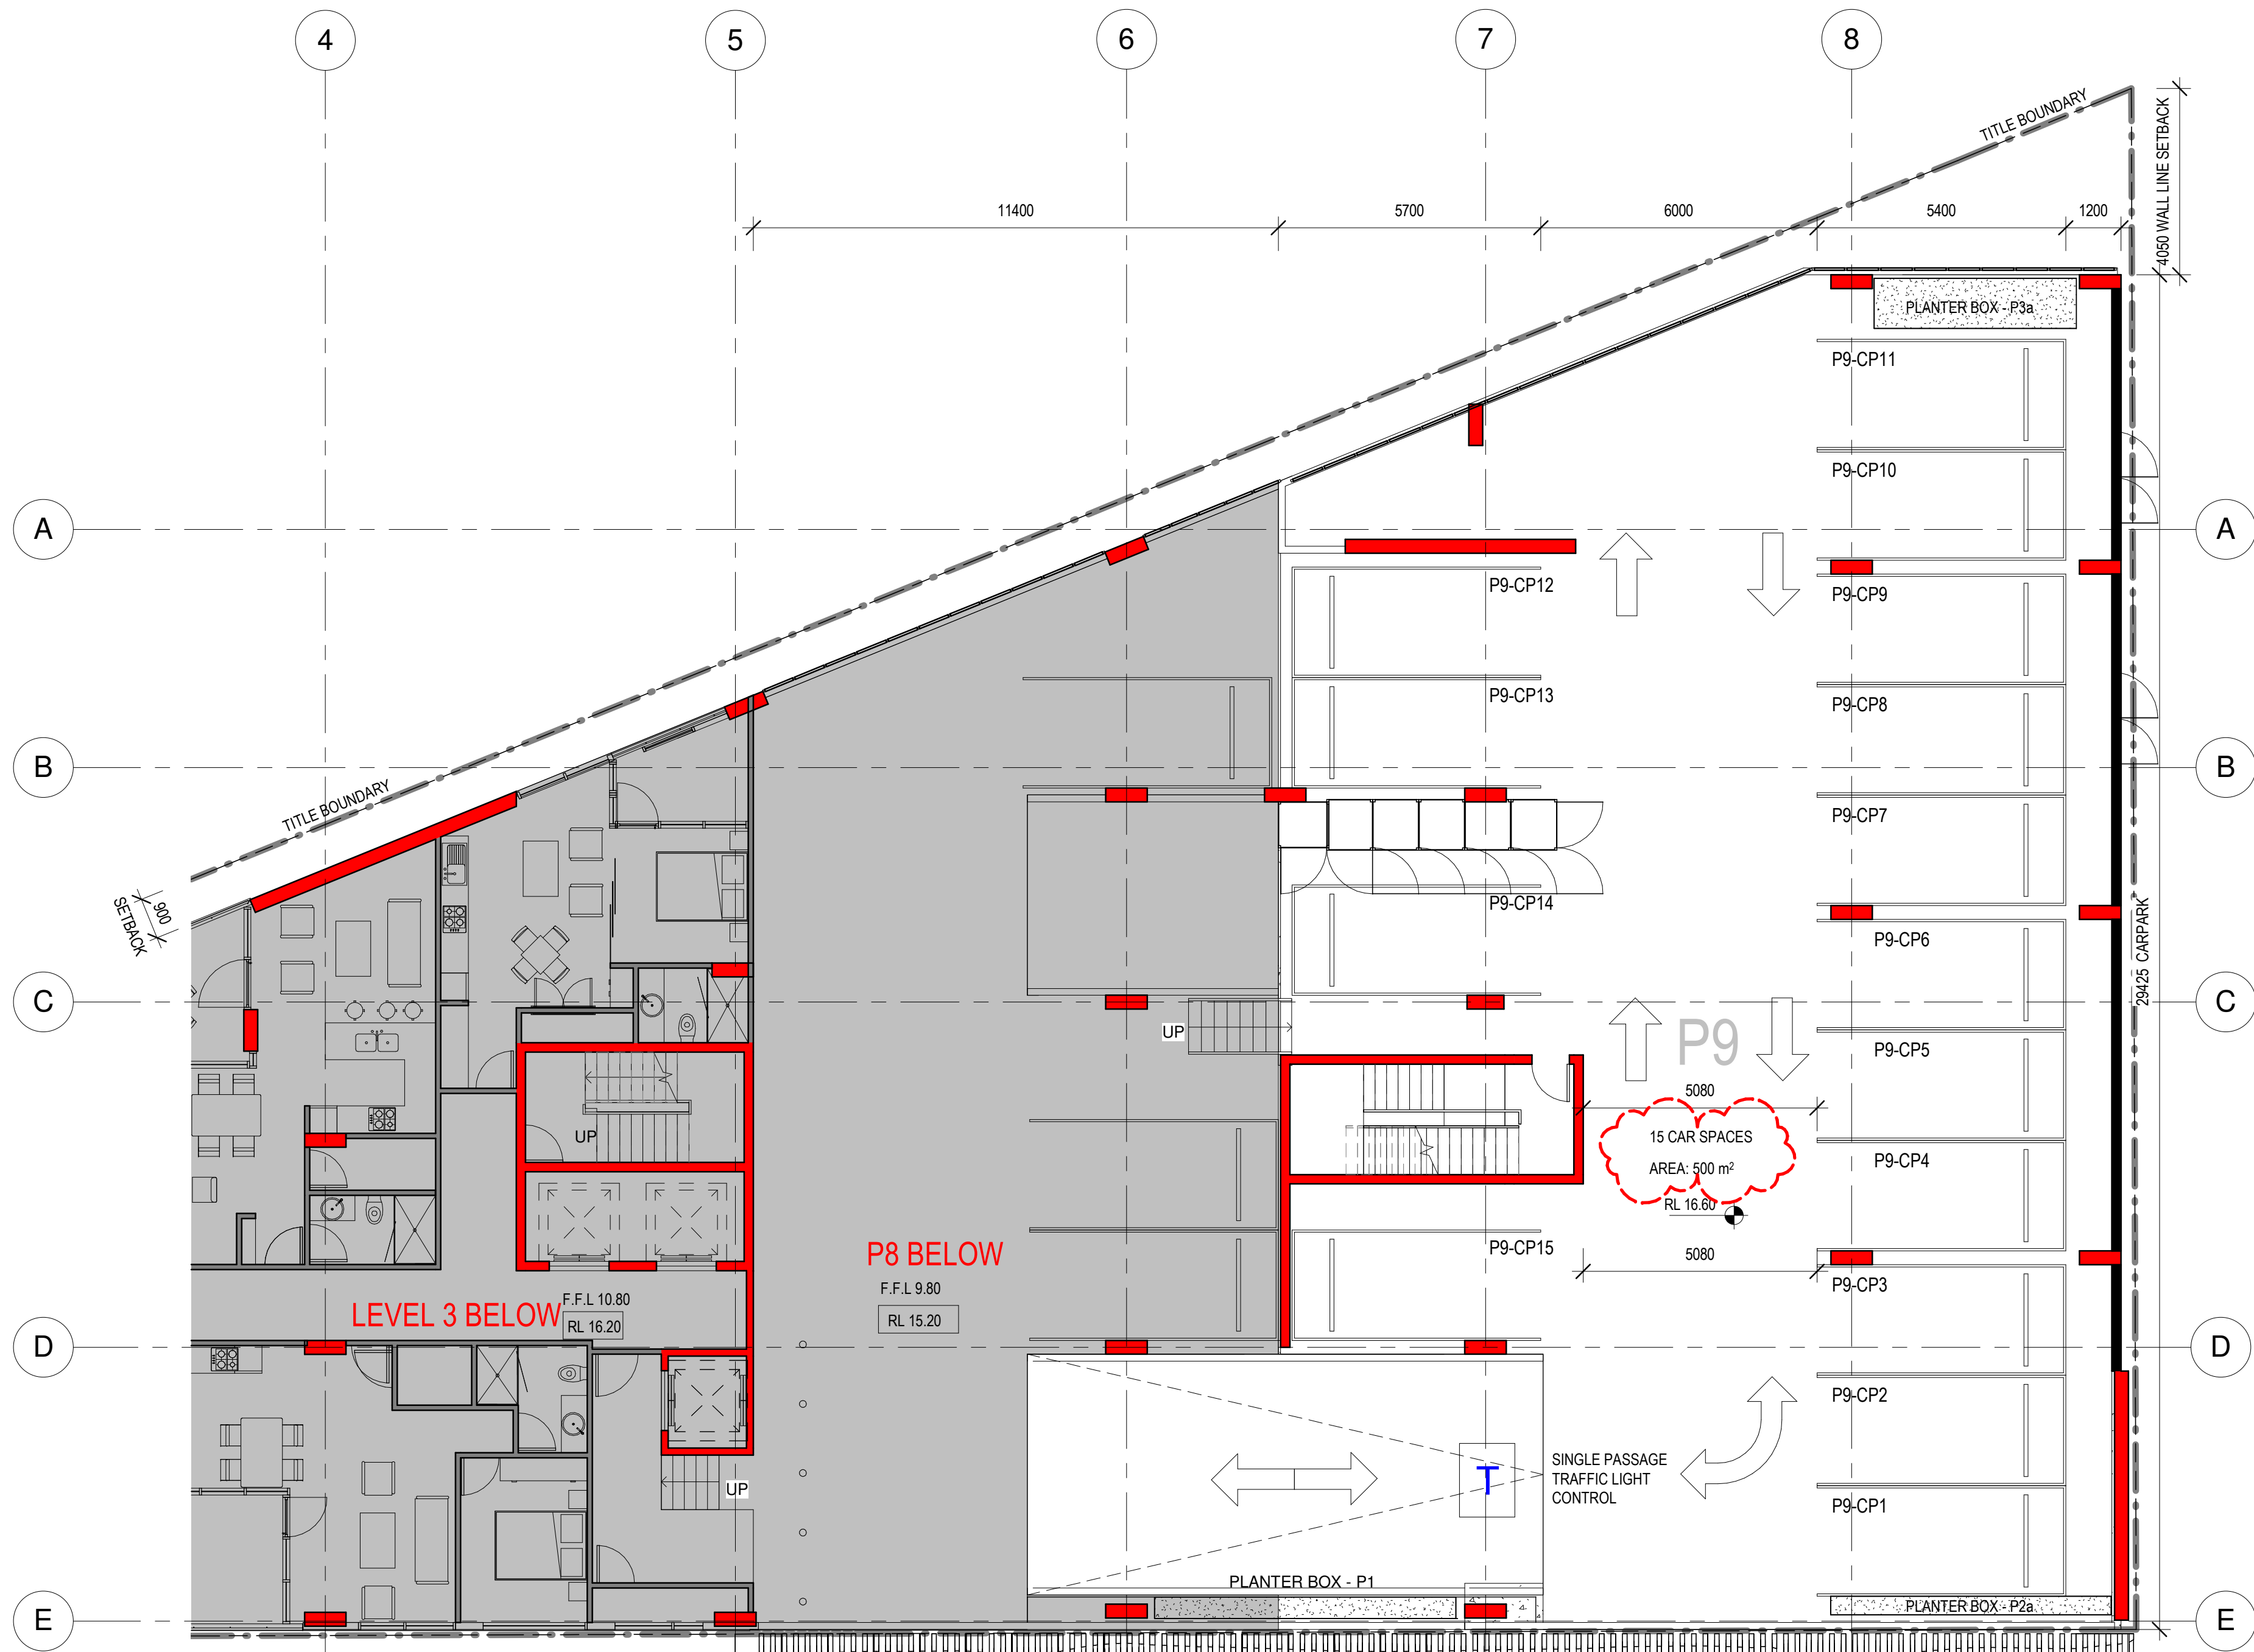 4
5
6
7
8
TITLE BOUNDARY
4050 WALL LINE SETBACK
11400
5700
6000
5400
1200
PLANTER BOX - P3a
P9-CP11
P9-CP10
A
A
P9-CP12
P9-CP9
P9-CP13
P9-CP8
B
B
TITLE BOUNDARY
P9-CP7
900
SETBACK
P9-CP14
P9-CP6
29425 CARPARK
C
C
UP
P9
P9-CP5
5080
UP
15 CAR SPACES
AREA: 500 m²
P9-CP4
RL 16.60
P8 BELOW
P9-CP15
5080
F.F.L 9.80
RL 15.20
P9-CP3
LEVEL 3 BELOW
F.F.L 10.80
RL 16.20
D
D
P9-CP2
SINGLE PASSAGE
TRAFFIC LIGHT
CONTROL
T
UP
P9-CP1
PLANTER BOX - P1
PLANTER BOX - P2a
E
E